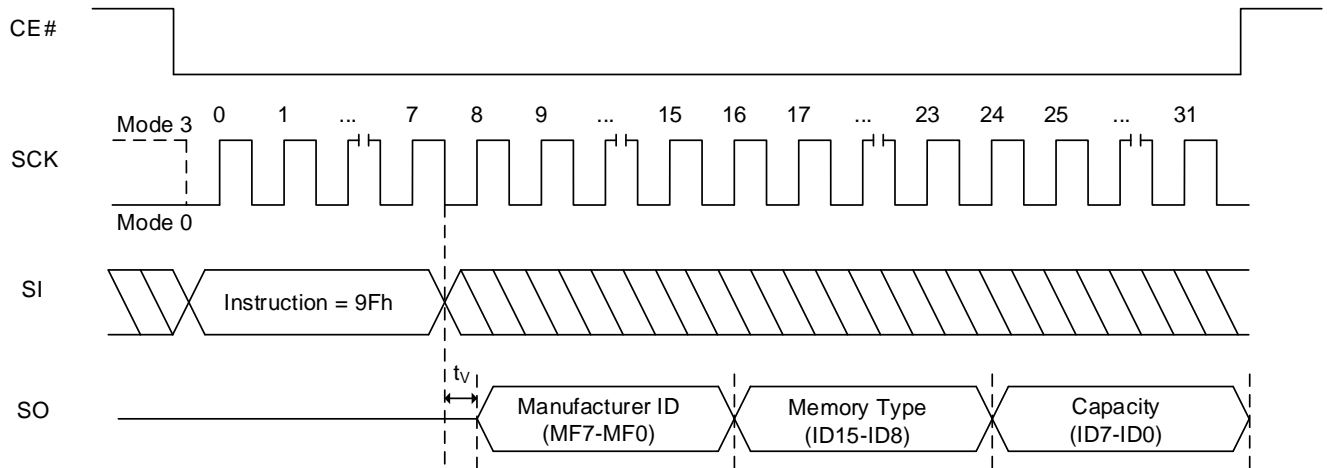 CE#
0 1 ... 7 8 9 ... 15 16 17 ... 23 24 25 ... 31
Mode 3
SCK
Mode 0
SI
Instruction = 9Fh
tV
SO
Manufacturer ID
(MF7-MF0)
Memory Type
(ID15-ID8)
Capacity
(ID7-ID0)